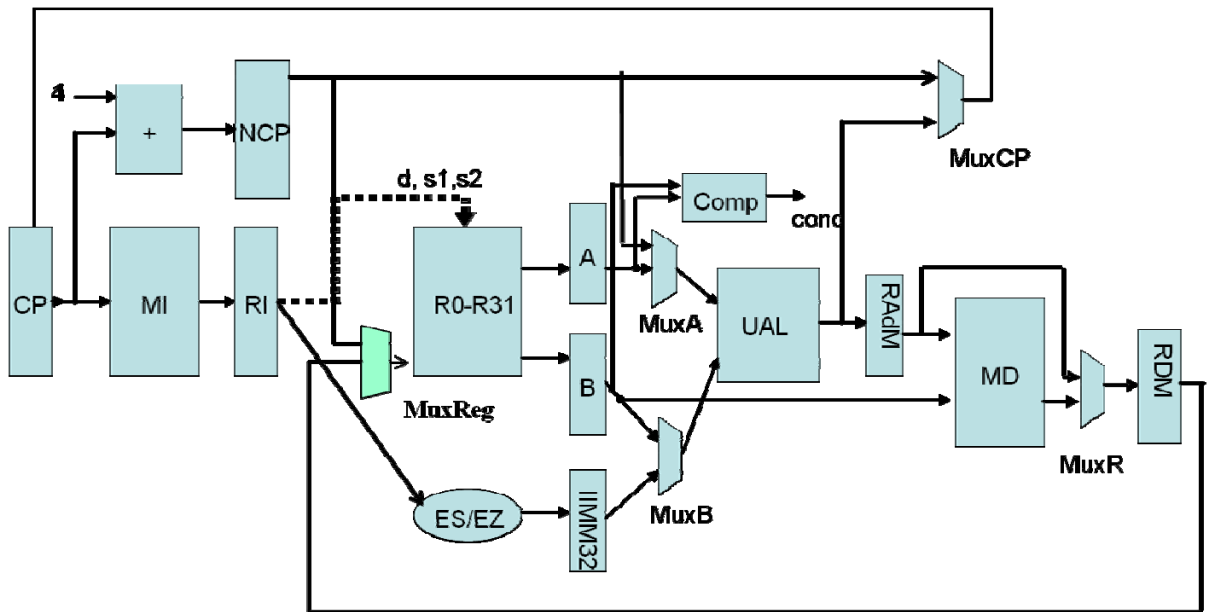 4
+
NCP
MuxCP
d, s1,s2
Comp
cond
CP
MI
RI
R0-R31
A
MuxA
UAL
RAdM
MD
RDM
MuxReg
B
MuxR
ES/EZ
IIMM32
MuxB